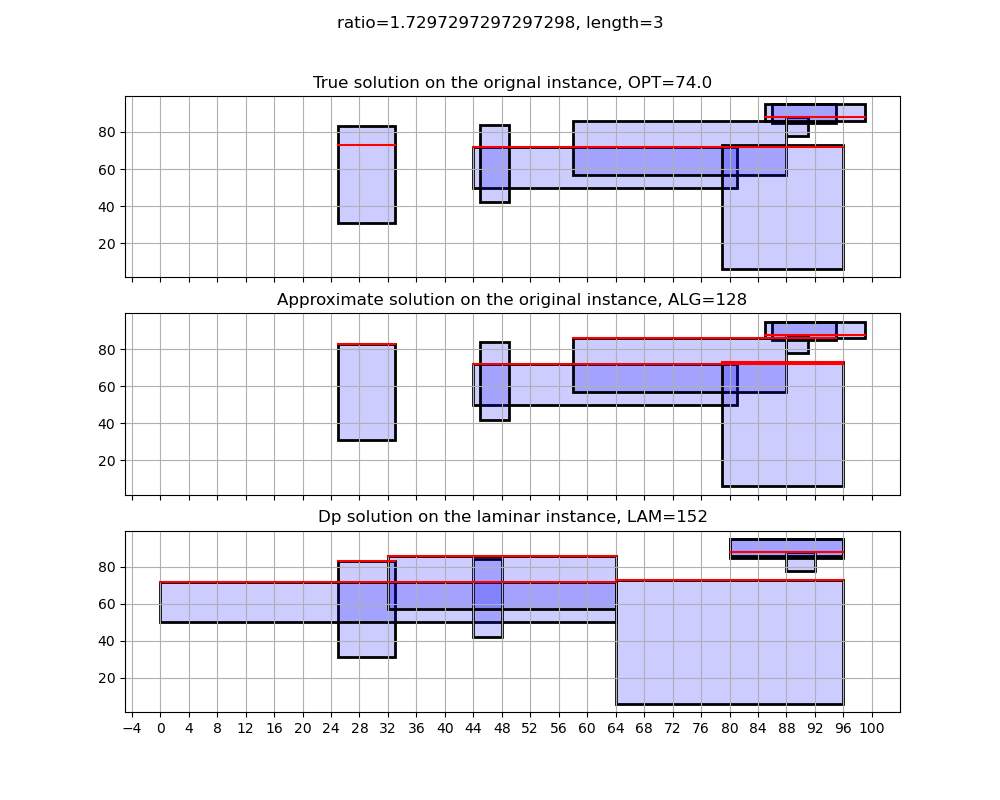 ratio=1.7297297297297298, length=3
True solution on the orignal instance, OPT=74.0
80
60
40
20
Approximate solution on the original instance, ALG=128
80
60
40
20
Dp solution on the laminar instance, LAM=152
80
60
40
20
−4 0 4 8 12 16 20 24 28 32 36 40 44 48 52 56 60 64 68 72 76 80 84 88 92 96 100